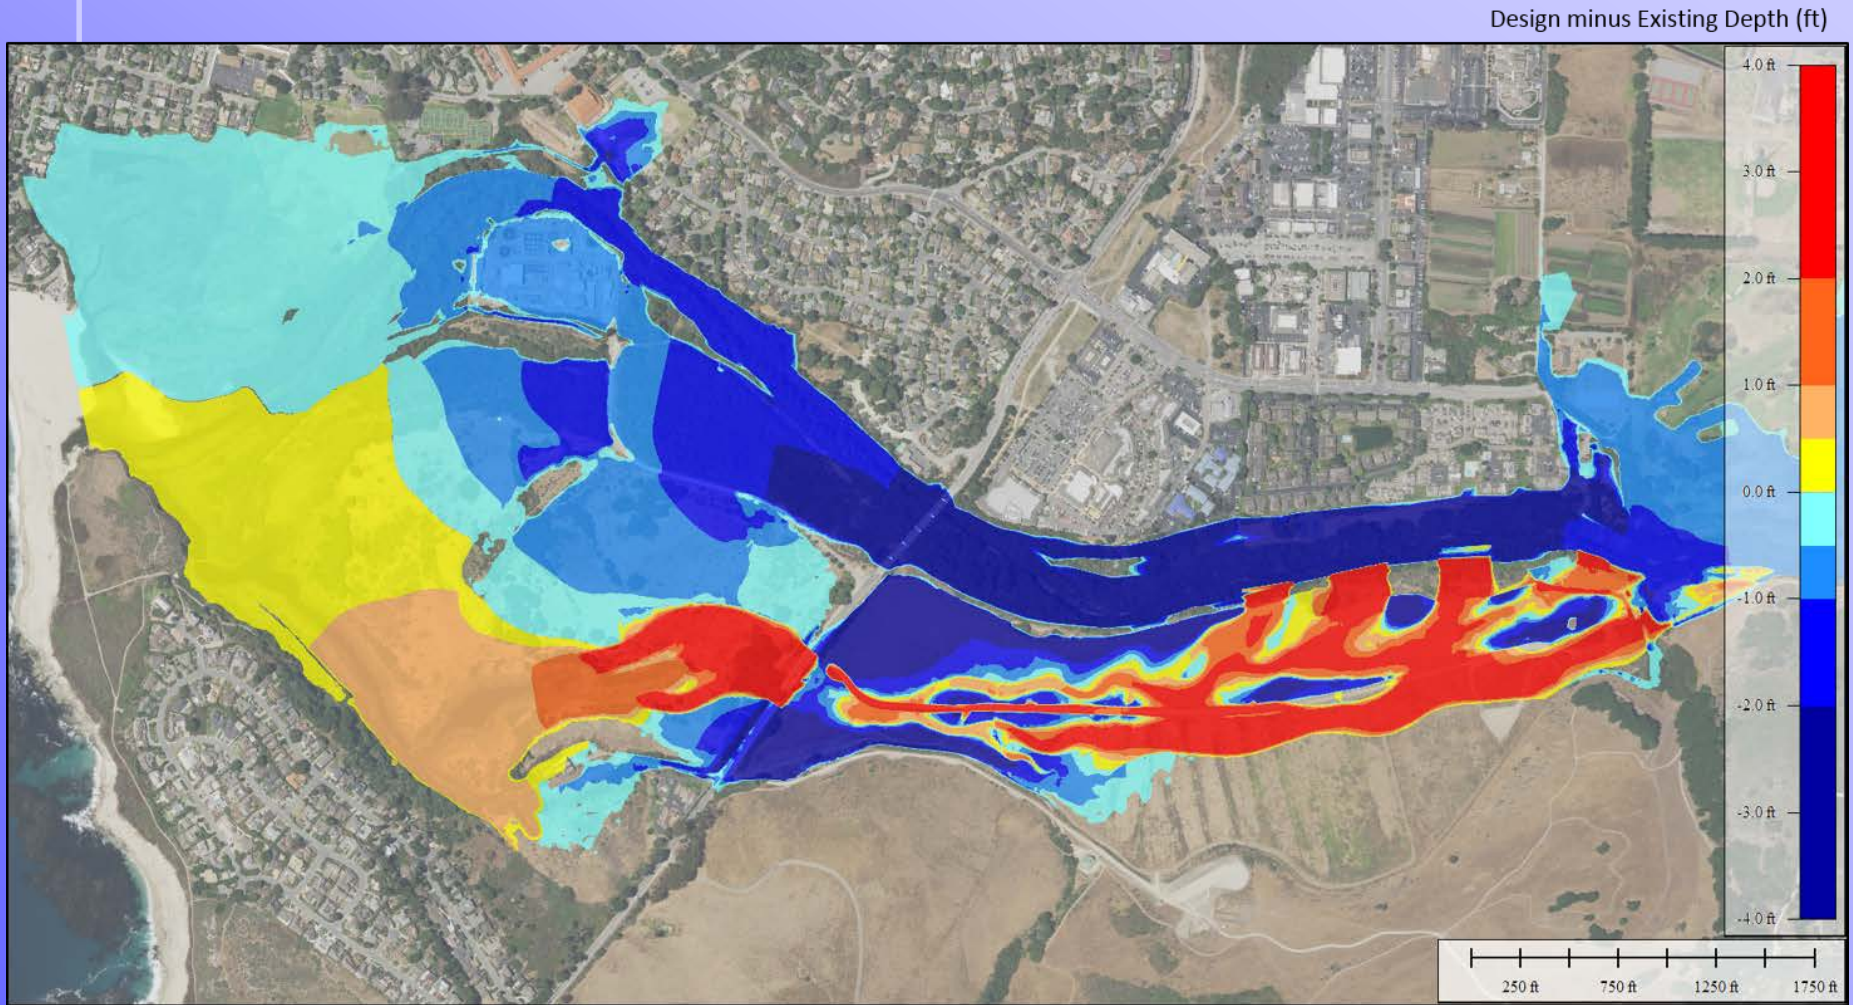 Design minus Existing Depth (ft)
4.0 ft
3.0 ft
2.0 ft
1.0 ft
0.0 ft
-1.0 ft
-2.0 ft
-3.0 ft
-4.0 ft
250 ft 750 ft 1250 ft 1750 ft